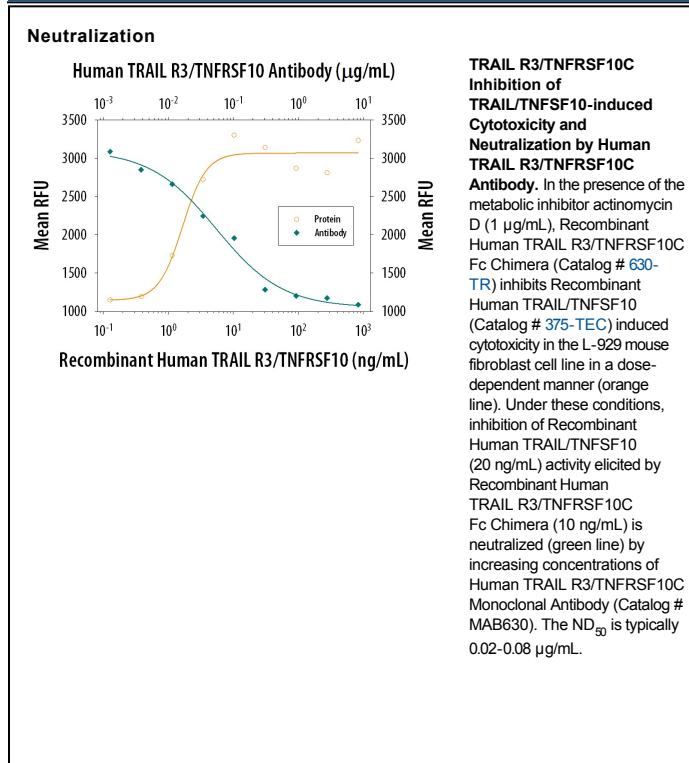 Neutralization
Human TRAIL R3/TNFRSF10 Antibody (µg/mL)
10-3 10-2 10-1 100 101
3500 3500
3000 3000
2500 2500
2000 2000
1500 1500
1000 1000
Mean RFU
Mean RFU
Protein
Antibody
10-1 100 101 102 103
Recombinant Human TRAIL R3/TNFRSF10 (ng/mL)
TRAIL R3/TNFRSF10C
Inhibition of
TRAIL/TNFSF10-induced
Cytotoxicity and
Neutralization by Human
TRAIL R3/TNFRSF10C
Antibody. In the presence of the
metabolic inhibitor actinomycin
D (1 µg/mL), Recombinant
Human TRAIL R3/TNFRSF10C
Fc Chimera (Catalog # 630-
TR) inhibits Recombinant
Human TRAIL/TNFSF10
(Catalog # 375-TEC) induced
cytotoxicity in the L-929 mouse
fibroblast cell line in a dose-
dependent manner (orange
line). Under these conditions,
inhibition of Recombinant
Human TRAIL/TNFSF10
(20 ng/mL) activity elicited by
Recombinant Human
TRAIL R3/TNFRSF10C
Fc Chimera (10 ng/mL) is
neutralized (green line) by
increasing concentrations of
Human TRAIL R3/TNFRSF10C
Monoclonal Antibody (Catalog #
MAB630). The ND50 is typically
0.02-0.08 µg/mL.